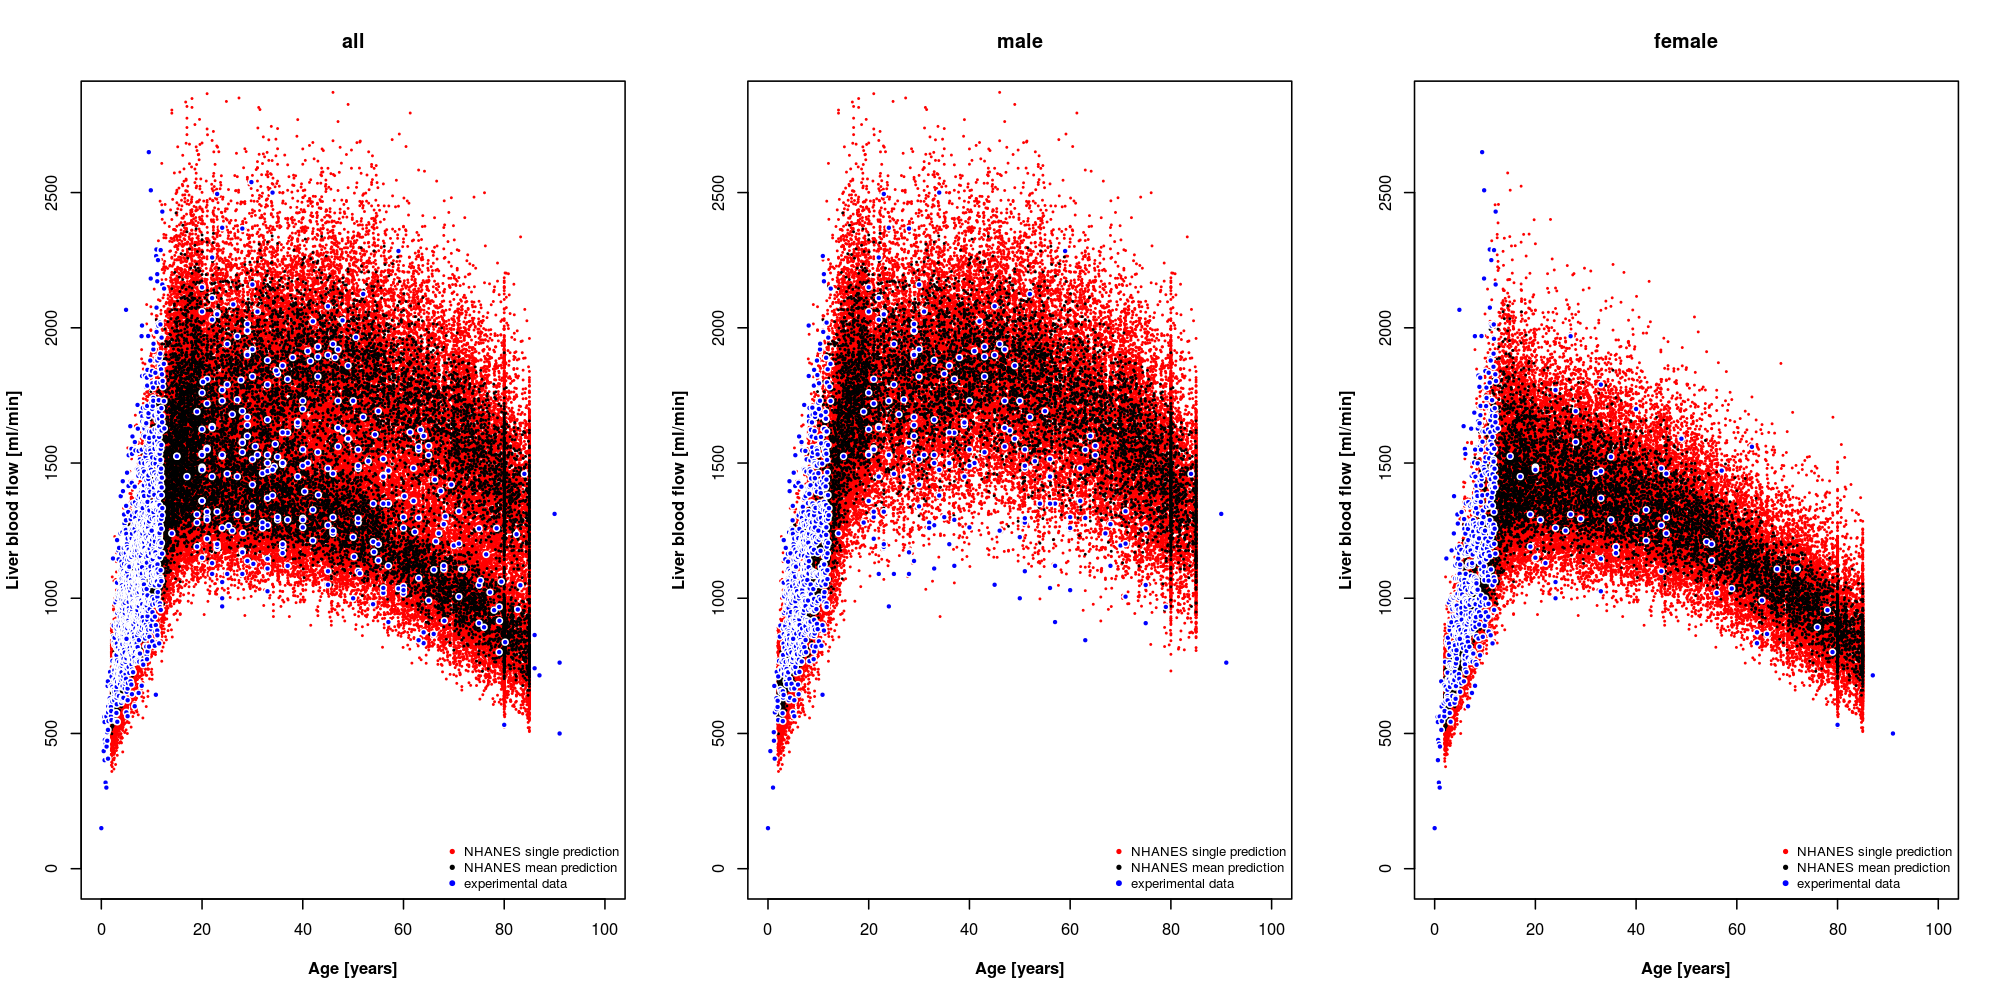 all
Liver blood flow [ml/min]
2500
2000
1500
1000
500
0
0 20 40 60 80 100
Age [years]
NHANES single prediction
NHANES mean prediction
experimental data
male
Liver blood flow [ml/min]
2500
2000
1500
1000
500
0
0 20 40 60 80 100
Age [years]
NHANES single prediction
NHANES mean prediction
experimental data
female
Liver blood flow [ml/min]
2500
2000
1500
1000
500
0
0 20 40 60 80 100
Age [years]
NHANES single prediction
NHANES mean prediction
experimental data